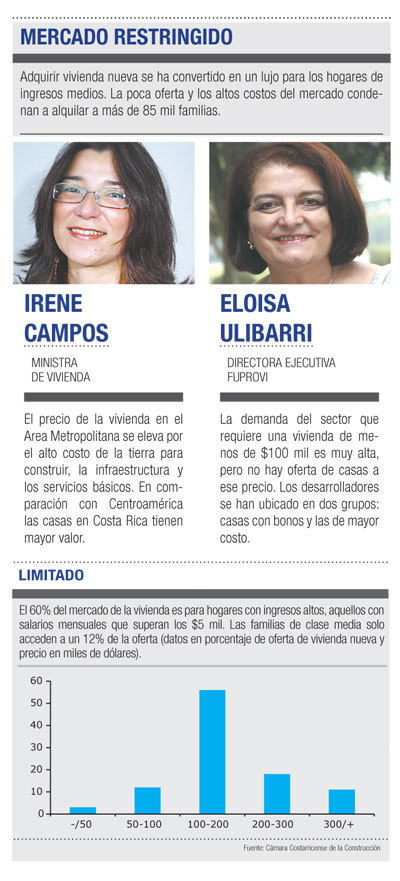 MERCADO RESTRINGIDO
Adquirir vivienda nueva se ha convertido en un lujo para los hogares de
ingresos medios. La poca oferta y los altos costos del mercado conde-
nan a alquilar a más de 85 mil familias.
IRENE
CAMPOS
MINISTRA
DE VIVIENDA
El precio de la vivienda en el
Area Metropolitana se eleva por
el alto costo de la tierra para
construir, la infraestructura y
los servicios básicos. En com-
paración con Centroamérica
las casas en Costa Rica tienen
mayor valor.
ELOISA
ULIBARRI
DIRECTORA EJECUTIVA
FUPROVI
La demanda del sector que
requiere una vivienda de me-
nos de $100 mil es muy alta,
pero no hay oferta de casas a
ese precio. Los desarrolladores
se han ubicado en dos grupos:
casas con bonos y las de mayor
costo.
LIMITADO
El 60% del mercado de la vivienda es para hogares con ingresos altos, aquellos con
salarios mensuales que superan los $5 mil. Las familias de clase media solo
acceden a un 12% de la oferta (datos en porcentaje de oferta de vivienda nueva y
precio en miles de dólares).
60
50
40
30
20
10
0
-/50 50-100 100-200 200-300 300/+
Fuente: Cámara Costarricense de la Construcción